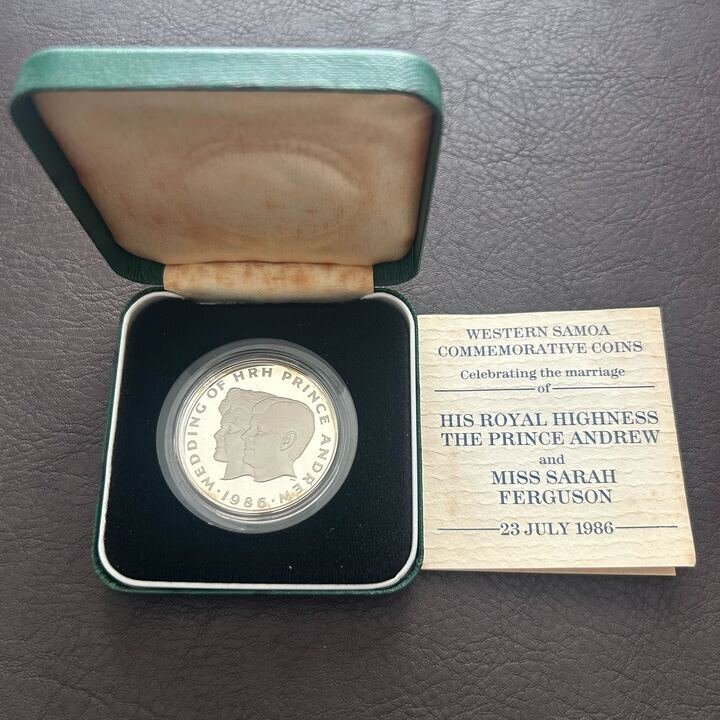 WEDDING OF HRH PRINCE ANDREW
·1986·
WESTERN SAMOA
COMMEMORATIVE COINS
Celebrating the marriage
of
HIS ROYAL HIGHNESS
THE PRINCE ANDREW
and
MISS SARAH
FERGUSON
23 JULY 1986